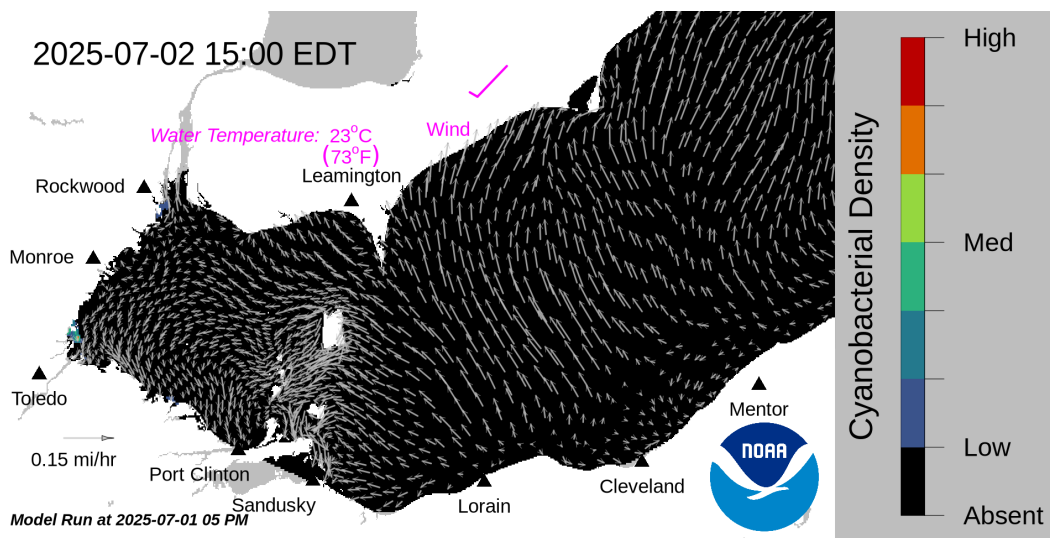 2025-07-02 15:00 EDT
Water Temperature: 23°C
(73°F)
Wind
Leamington
Rockwood
Monroe
Toledo
0.15 mi/hr
Port Clinton
Sandusky
Lorain
Cleveland
Mentor
NOAA
Model Run at 2025-07-01 05 PM
Cyanobacterial Density
High
Med
Low
Absent